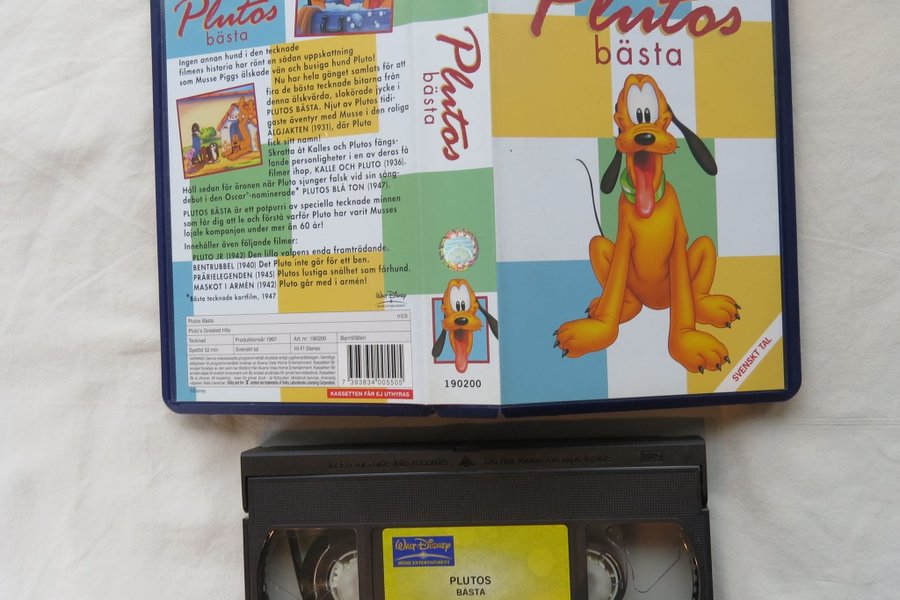 Plutos
bästa
Ingen annan hund i den tecknade
filmens historia har rönt en sådan uppskattning
som Musse Piggs älskade vän och busiga hund Pluto!
Nu har hela gänget samlats för att
fira de bästa tecknade bitarna från
denna älskvärda, slokörade jycke i
PLUTOS BÄSTA. Njut av Plutos tidi-
gaste äventyr med Musse i den roliga
ÄLGJAKTEN (1931), där Pluto
fick sitt namn!
Skratta åt Kalles och Plutos fängs-
lande personligheter i en av deras få
filmer ihop, KALLE OCH PLUTO (1936).
Håll sedan för öronen när Pluto sjunger falsk vid sin sång-
debut i den Oscar-nominerade* PLUTOS BLÅ TON (1947).
PLUTOS BÄSTA är ett potpurri av speciella tecknade minnen
som får dig att le och förstå varför Pluto har varit Musses
lojale kompanjon under mer än 60 år!
Innehåller även följande filmer:
PLUTO JR (1942) Den lilla valpens enda framträdande.
BENTRUBBEL (1940) Det Pluto inte gör för ett ben.
PRÄRIELEGENDEN (1945) Plutos lustiga snålhet som fårhund.
MASKOT I ARMÉN (1942) Pluto går med i armén!
*Bästa tecknade kortfilm, 1947
Walt Disney
Plutos Bästa
Pluto's Greatest Hits
Tecknad
Produktionsår 1997
Art.nr: 190200
Barntillåten
Speltid 52 min
Svenskt tal
Hi-Fi Stereo
7 393834 005505
KASSETTEN FÅR EJ UTHYRAS
Plutos
bästa
190200
Plutos
bästa
SVENSKT TAL
WALT DISNEY
HOME ENTERTAINMENT
PLUTOS
BÄSTA